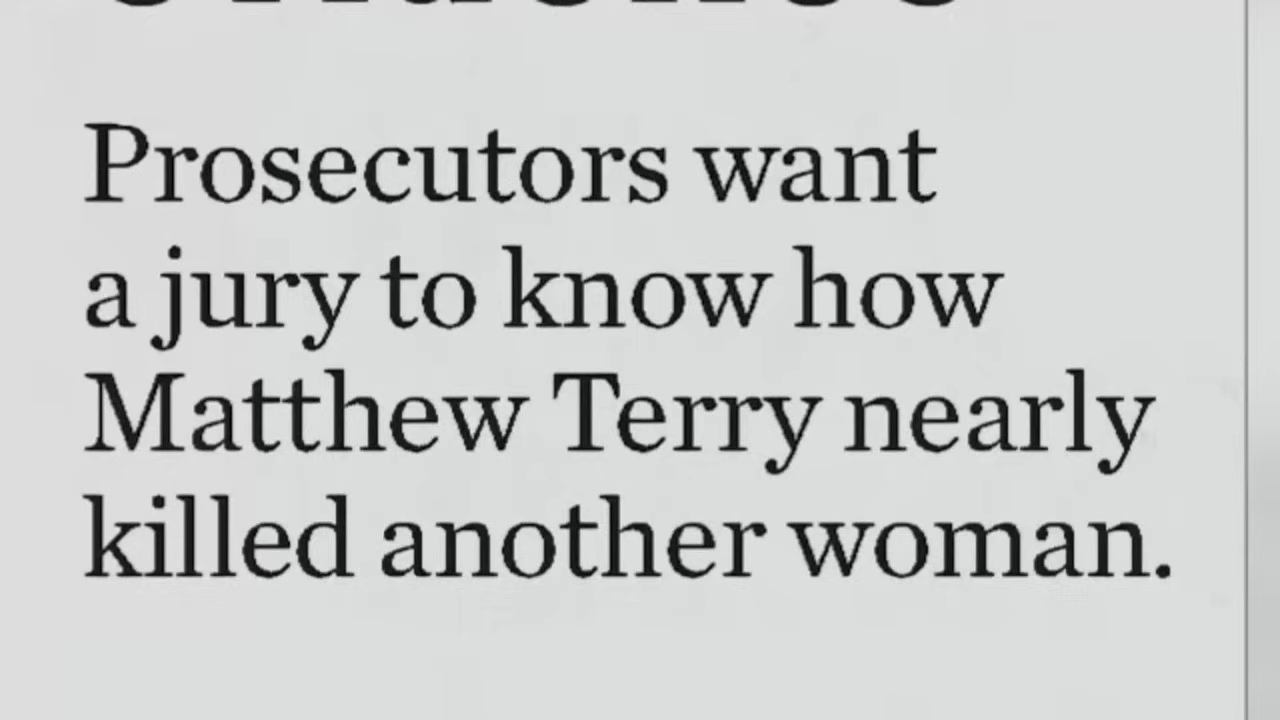 Prosecutors want
a jury to know how
Matthew Terry nearly
killed another woman.